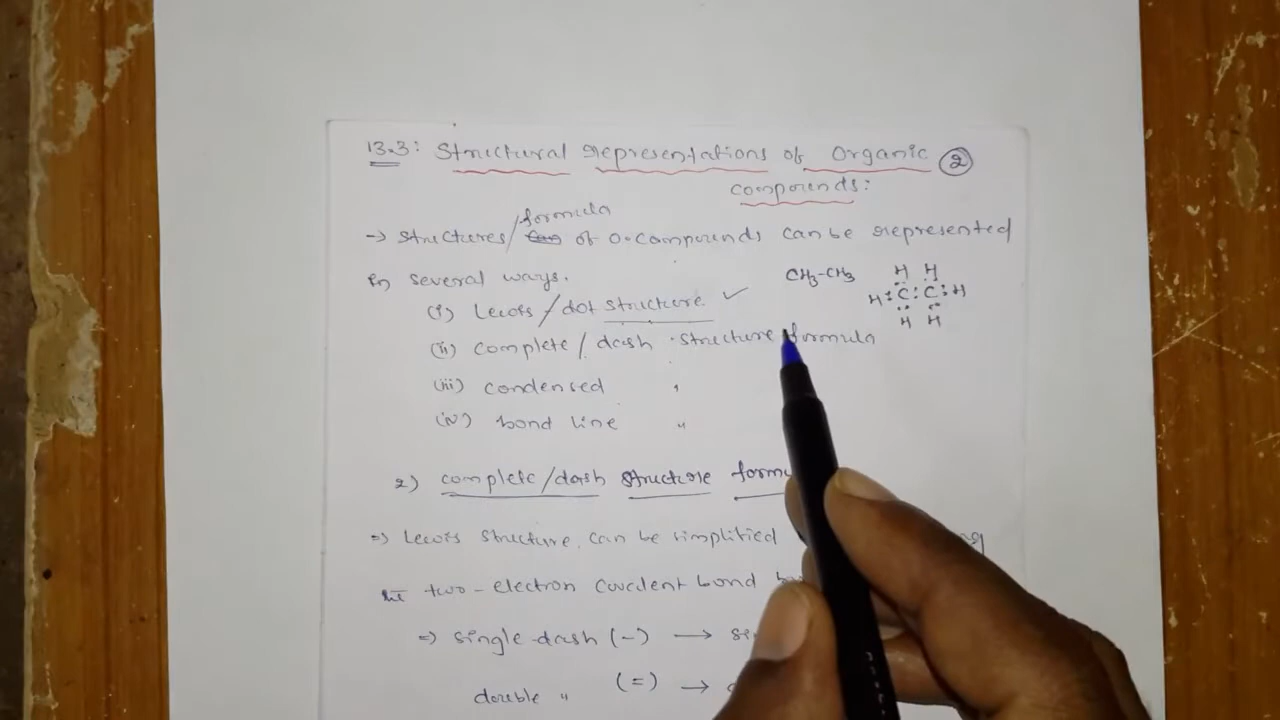 13.3: Structural Representations of Organic ②
compounds:
formula
→ structures/ of o.compounds can be represented
in several ways.
CH3-CH3
H H
H : C : C : H
H H
(i) Lewis / dot structure ✓
(ii) complete / dash structure formula
(iii) condensed "
(iv) bond line "
2) complete/dash structure
⇒ Lewis structure can be simplified
two-electron covalent bond
⇒ single dash (-) →
double " (=) →